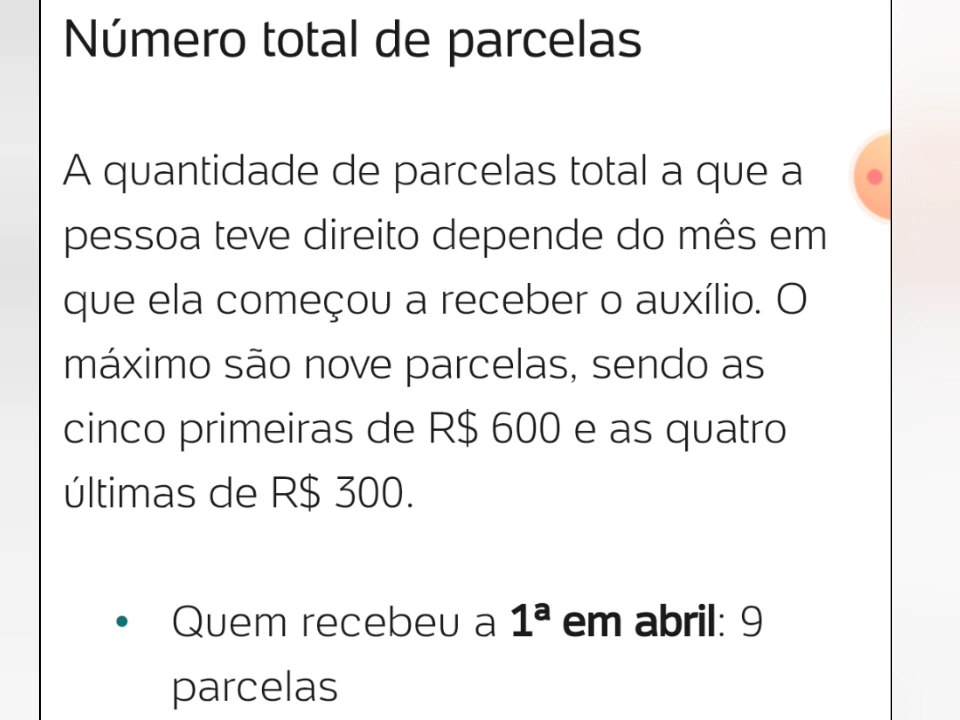 Número total de parcelas
A quantidade de parcelas total a que a
pessoa teve direito depende do mês em
que ela começou a receber o auxílio. O
máximo são nove parcelas, sendo as
cinco primeiras de R$ 600 e as quatro
últimas de R$ 300.
• Quem recebeu a 1ª em abril: 9
parcelas